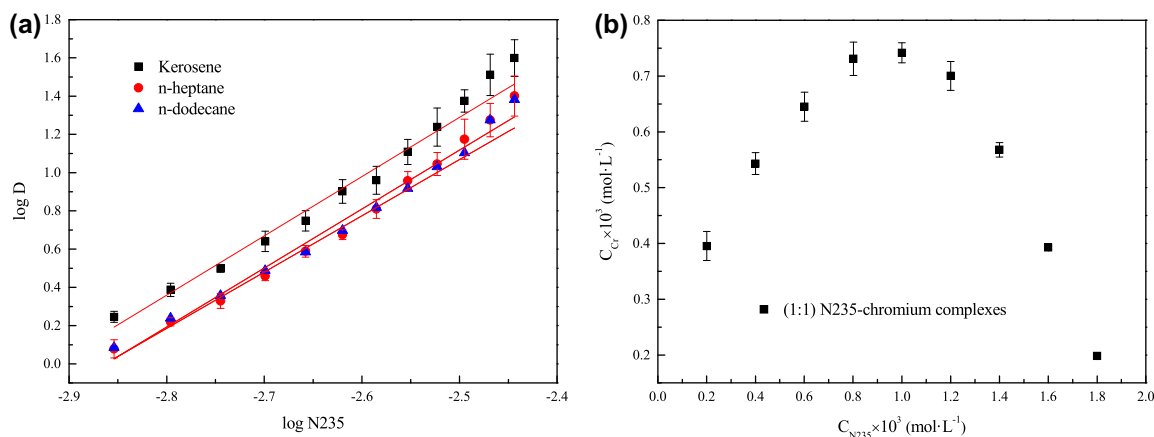 (a)
1.8
1.6
1.4
1.2
1.0
0.8
0.6
0.4
0.2
0.0
log D
Kerosene
n-heptane
n-dodecane
-2.9 -2.8 -2.7 -2.6 -2.5 -2.4
log N235
(b)
0.8
0.7
0.6
0.5
0.4
0.3
0.2
C_Cr×10³ (mol·L⁻¹)
(1:1) N235-chromium complexes
0.0 0.2 0.4 0.6 0.8 1.0 1.2 1.4 1.6 1.8 2.0
C_N235×10³ (mol·L⁻¹)